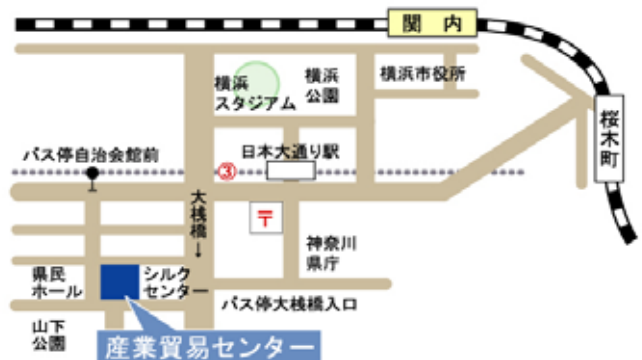 関内
横浜
スタジアム
横浜
公園
横浜市役所
桜木町
バス停自治会館前
日本大通り駅
③
大桟橋↓
〒
神奈川
県庁
県民
ホール
シルク
センター
バス停大桟橋入口
山下
公園
産業貿易センター